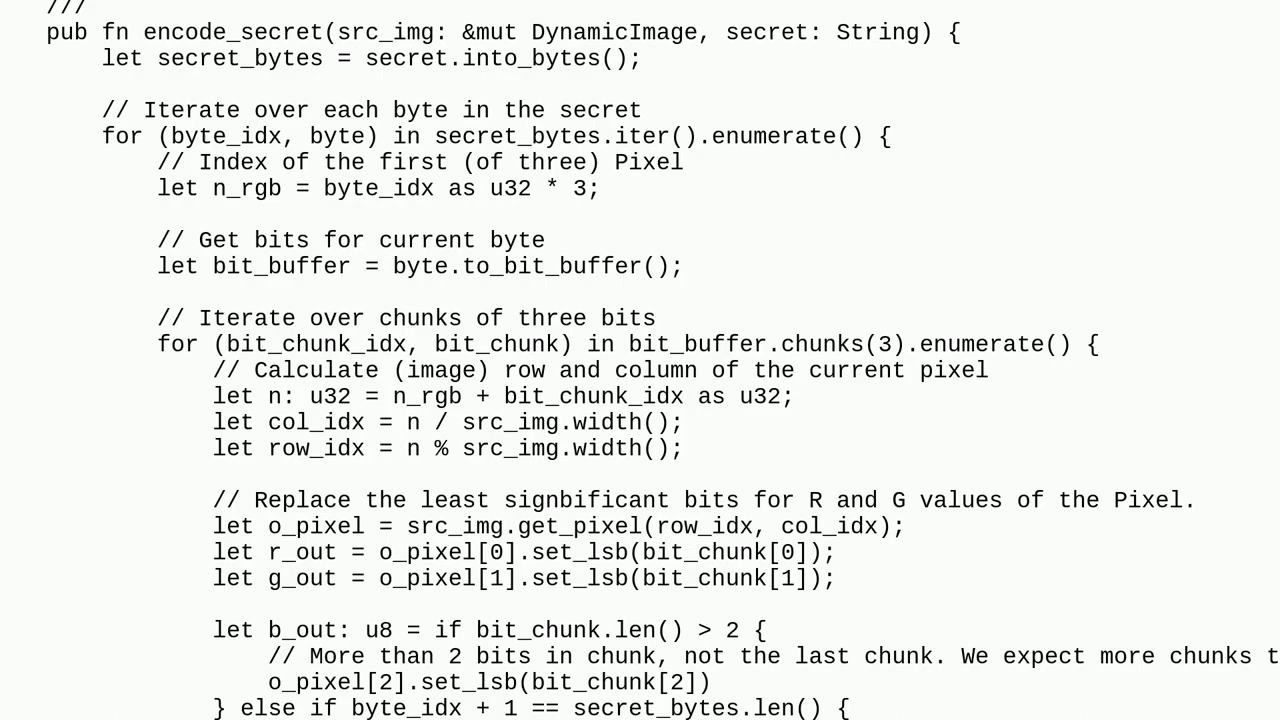 ///
pub fn encode_secret(src_img: &mut DynamicImage, secret: String) {
let secret_bytes = secret.into_bytes();
// Iterate over each byte in the secret
for (byte_idx, byte) in secret_bytes.iter().enumerate() {
// Index of the first (of three) Pixel
let n_rgb = byte_idx as u32 * 3;
// Get bits for current byte
let bit_buffer = byte.to_bit_buffer();
// Iterate over chunks of three bits
for (bit_chunk_idx, bit_chunk) in bit_buffer.chunks(3).enumerate() {
// Calculate (image) row and column of the current pixel
let n: u32 = n_rgb + bit_chunk_idx as u32;
let col_idx = n / src_img.width();
let row_idx = n % src_img.width();
// Replace the least signbificant bits for R and G values of the Pixel.
let o_pixel = src_img.get_pixel(row_idx, col_idx);
let r_out = o_pixel[0].set_lsb(bit_chunk[0]);
let g_out = o_pixel[1].set_lsb(bit_chunk[1]);
let b_out: u8 = if bit_chunk.len() > 2 {
// More than 2 bits in chunk, not the last chunk. We expect more chunks t
o_pixel[2].set_lsb(bit_chunk[2])
} else if byte_idx + 1 == secret_bytes.len() {